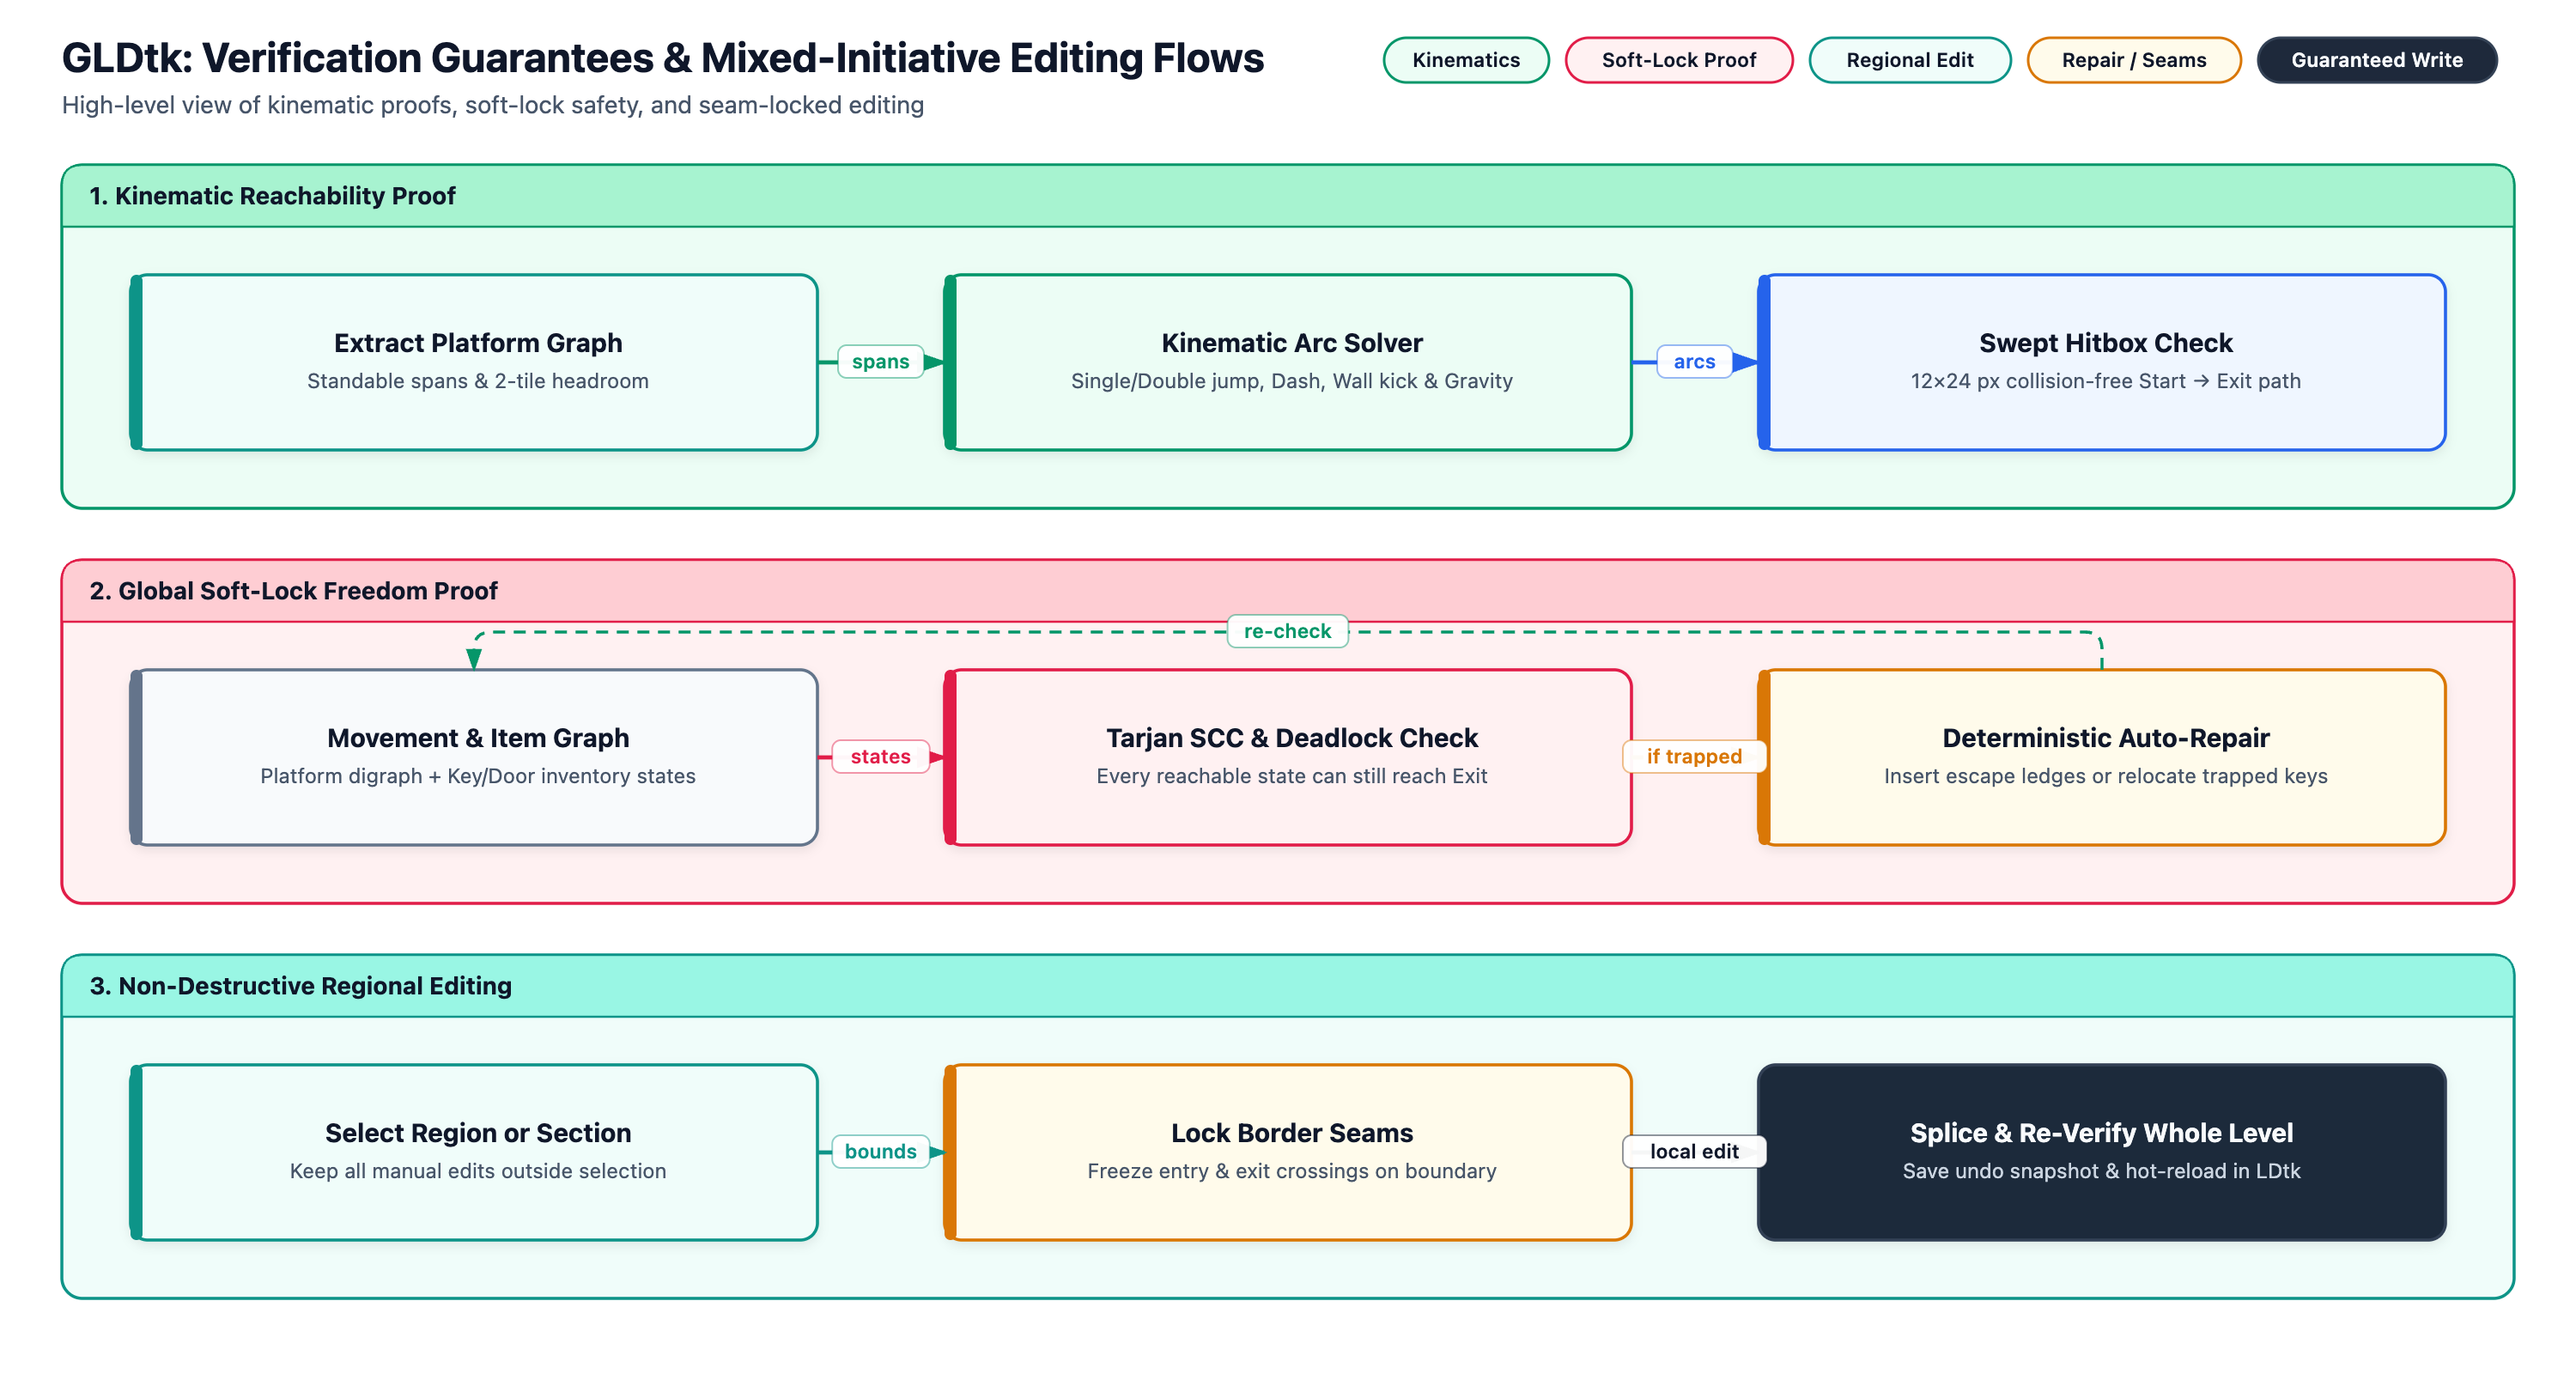 GLDtk: Verification Guarantees & Mixed-Initiative Editing Flows
High-level view of kinematic proofs, soft-lock safety, and seam-locked editing
Kinematics
Soft-Lock Proof
Regional Edit
Repair / Seams
Guaranteed Write
1. Kinematic Reachability Proof
Extract Platform Graph
Standable spans & 2-tile headroom
spans
Kinematic Arc Solver
Single/Double jump, Dash, Wall kick & Gravity
arcs
Swept Hitbox Check
12×24 px collision-free Start → Exit path
2. Global Soft-Lock Freedom Proof
re-check
Movement & Item Graph
Platform digraph + Key/Door inventory states
states
Tarjan SCC & Deadlock Check
Every reachable state can still reach Exit
if trapped
Deterministic Auto-Repair
Insert escape ledges or relocate trapped keys
3. Non-Destructive Regional Editing
Select Region or Section
Keep all manual edits outside selection
bounds
Lock Border Seams
Freeze entry & exit crossings on boundary
local edit
Splice & Re-Verify Whole Level
Save undo snapshot & hot-reload in LDtk